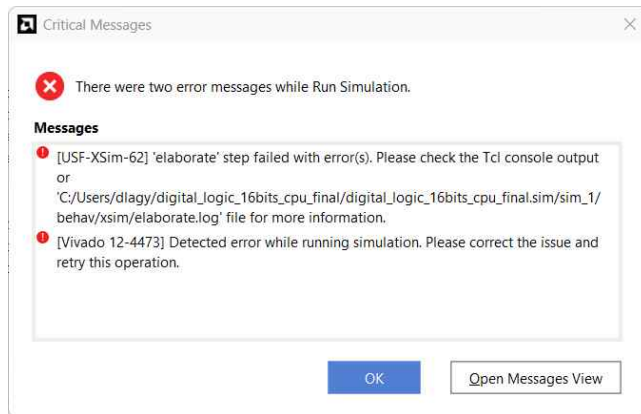 Critical Messages
There were two error messages while Run Simulation.
Messages
[USF-XSim-62] 'elaborate' step failed with error(s). Please check the Tcl console output
or
'C:/Users/dlagy/digital_logic_16bits_cpu_final/digital_logic_16bits_cpu_final.sim/sim_1/
behav/xsim/elaborate.log' file for more information.
[Vivado 12-4473] Detected error while running simulation. Please correct the issue and
retry this operation.
OK
Open Messages View